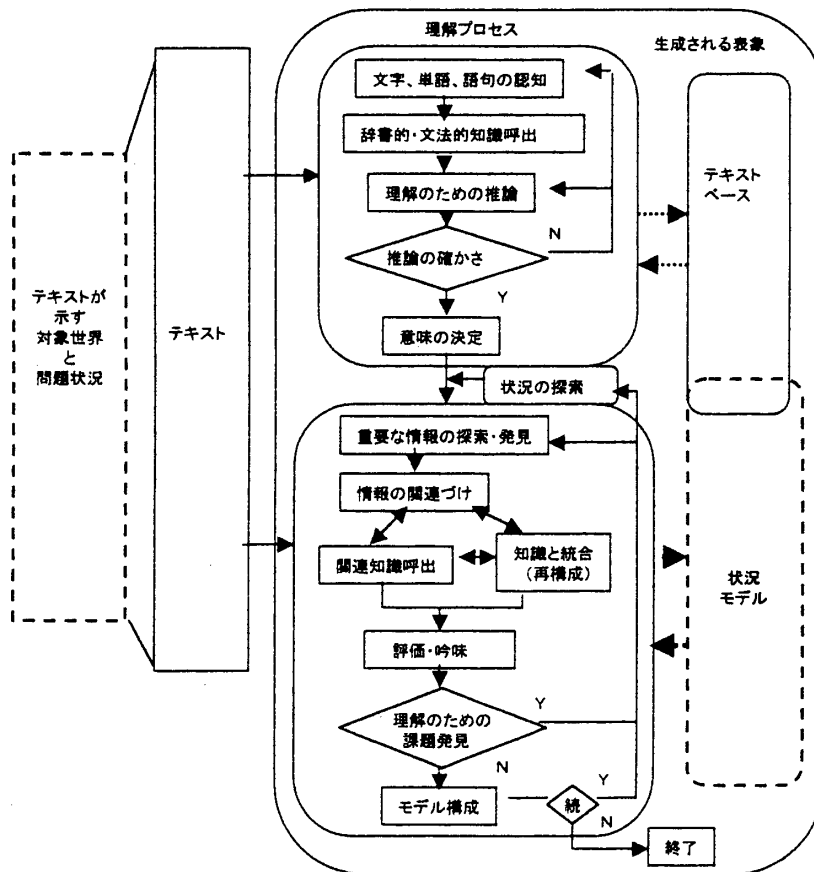 理解プロセス
生成される表象
文字、単語、語句の認知
辞書的・文法的知識呼出
理解のための推論
N
推論の確かさ
Y
意味の決定
テキスト
ベース
テキストが
示す
対象世界
と
問題状況
テキスト
状況の探索
重要な情報の探索・発見
情報の関連づけ
関連知識呼出
知識と統合
（再構成）
状況
モデル
評価・吟味
理解のための
課題発見
Y
N
モデル構成
続
Y
N
終了